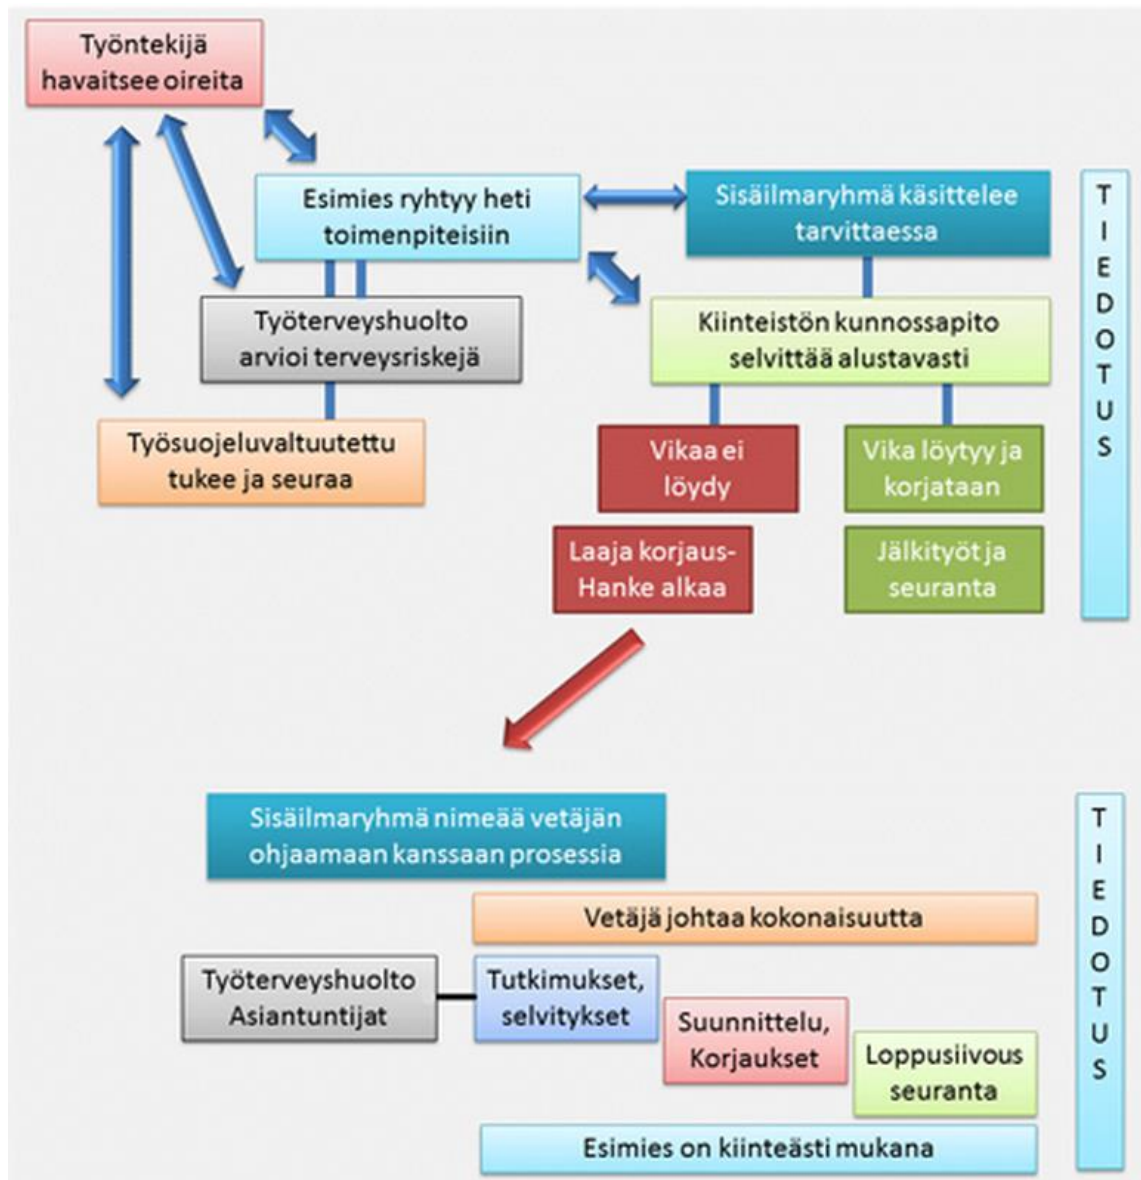 Työntekijä
havaitsee oireita
Esimies ryhtyy heti
toimenpiteisiin
Sisäilmaryhmä käsittelee
tarvittaessa
Työterveyshuolto
arvioi terveysriskejä
Kiinteistön kunnossapito
selvittää alustavasti
Työsuojeluvaltuutettu
tukee ja seuraa
Vikaa ei
löydy
Vika löytyy ja
korjataan
Laaja korjaus-
Hanke alkaa
Jälkityöt ja
seuranta
T
I
E
D
O
T
U
S
Sisäilmaryhmä nimeää vetäjän
ohjaamaan kanssaan prosessia
Vetäjä johtaa kokonaisuutta
Työterveyshuolto
Asiantuntijat
Tutkimukset,
selvitykset
Suunnittelu,
Korjaukset
Loppusiivous
seuranta
Esimies on kiinteästi mukana
T
I
E
D
O
T
U
S